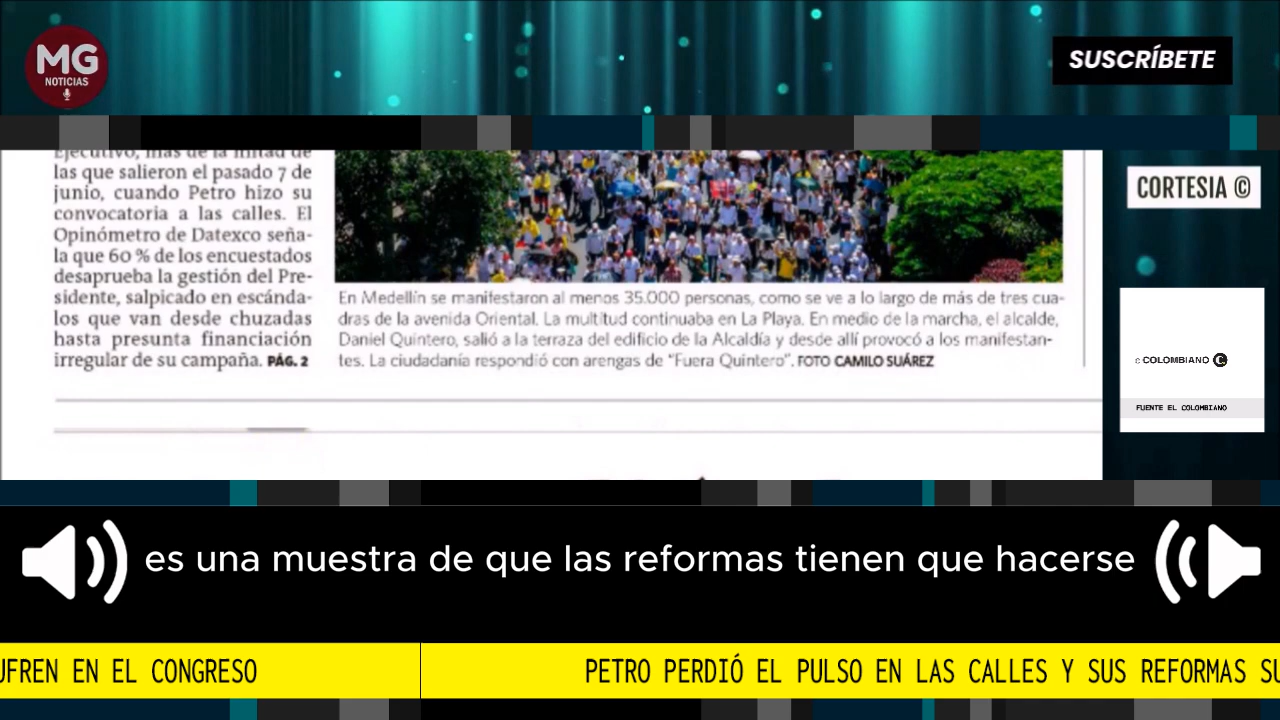 MG
NOTICIAS
SUSCRÍBETE
Ejecutivo, más de la mitad de
las que salieron el pasado 7 de
junio, cuando Petro hizo su
convocatoria a las calles. El
Opinómetro de Datexco seña-
la que 60 % de los encuestados
desaprueba la gestión del Pre-
sidente, salpicado en escánda-
los que van desde chuzadas
hasta presunta financiación
irregular de su campaña. PÁG. 2
En Medellín se manifestaron al menos 35.000 personas, como se ve a lo largo de más de tres cua-
dras de la avenida Oriental. La multitud continuaba en La Playa. En medio de la marcha, el alcalde,
Daniel Quintero, salió a la terraza del edificio de la Alcaldía y desde allí provocó a los manifestan-
tes. La ciudadanía respondió con arengas de “Fuera Quintero”. FOTO CAMILO SUÁREZ
CORTESIA ©
COLOMBIANO C
FUENTE EL COLOMBIANO
es una muestra de que las reformas tienen que hacerse
UFREN EN EL CONGRESO
PETRO PERDIÓ EL PULSO EN LAS CALLES Y SUS REFORMAS SU